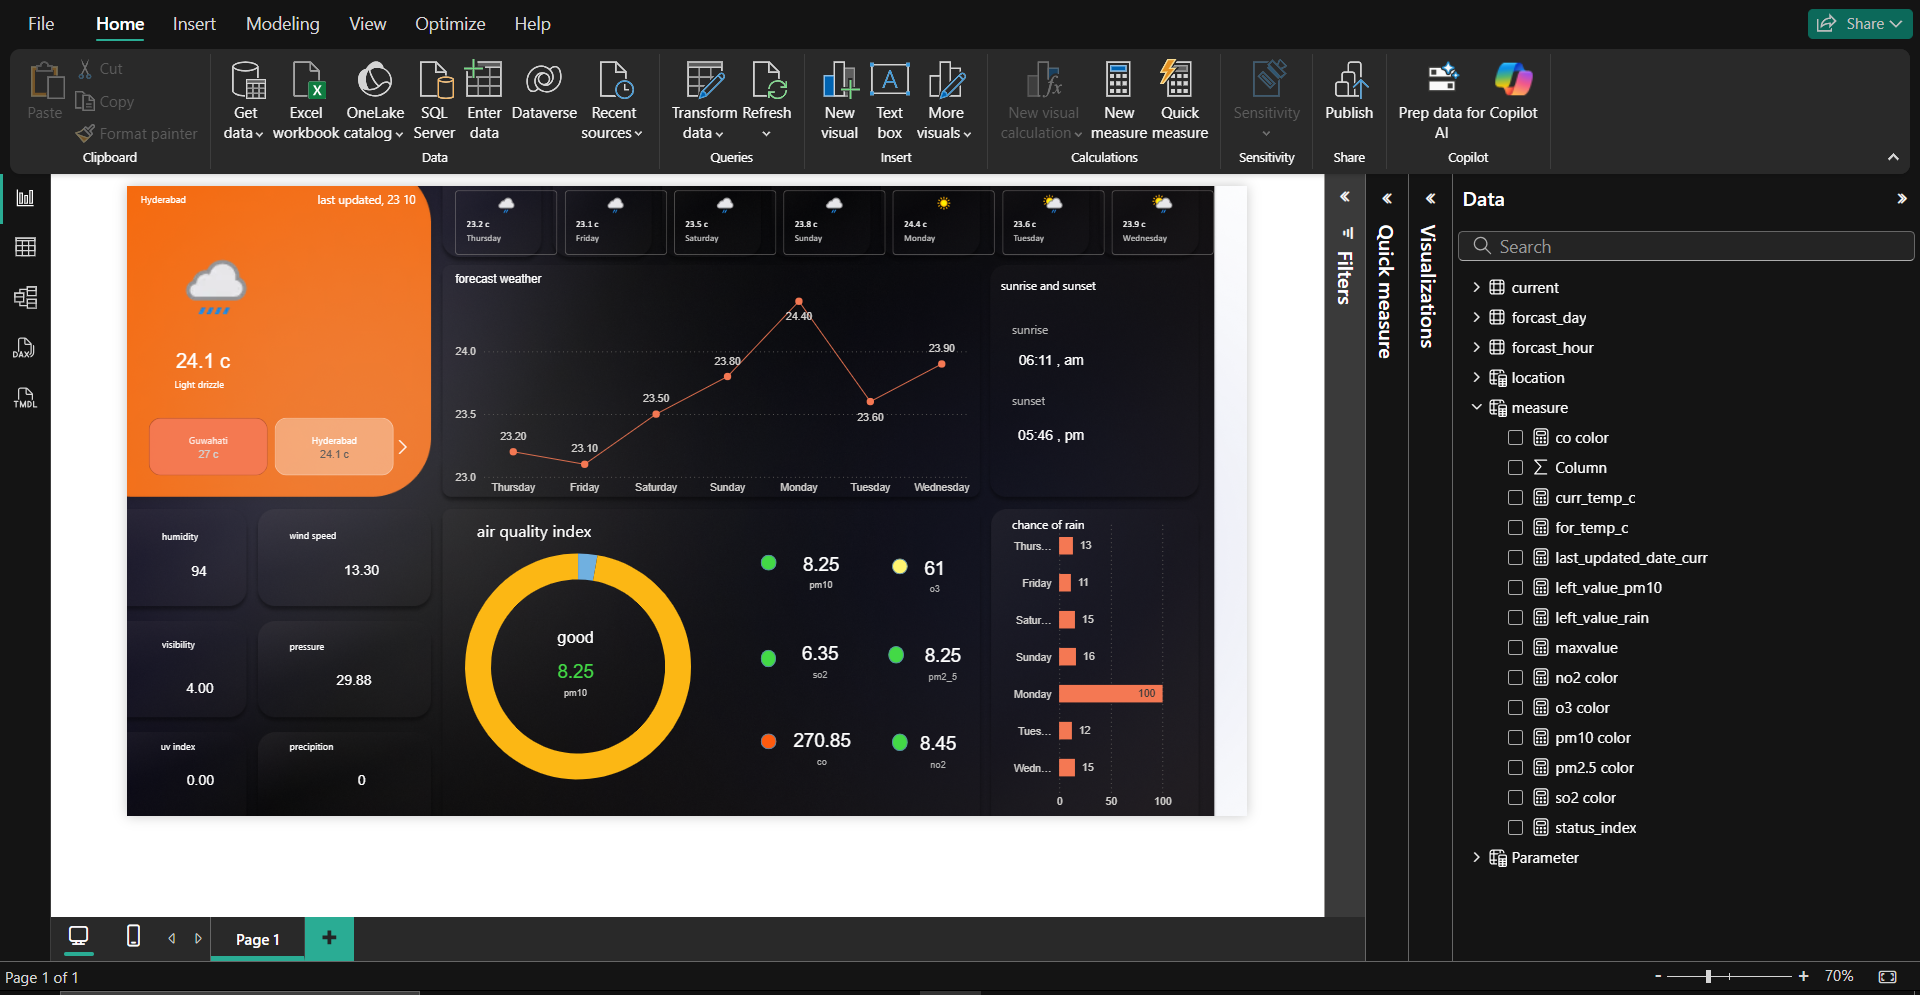 File Home Insert Modeling View Optimize Help
Share
Paste
Cut
Copy
Format painter
Clipboard
Get data
Excel workbook
OneLake catalog
SQL Server
Enter data
Dataverse
Recent sources
Data
Transform data
Refresh
Queries
New visual
Text box
More visuals
Insert
New visual calculation
New measure
Quick measure
Calculations
Sensitivity
Sensitivity
Publish
Share
Prep data for AI
Copilot
Copilot
DAX
TMDL
Hyderabad
last updated, 23 10
24.1 c
Light drizzle
Guwahati
27 c
Hyderabad
24.1 c
23.2 c
Thursday
23.1 c
Friday
23.5 c
Saturday
23.8 c
Sunday
24.4 c
Monday
23.6 c
Tuesday
23.9 c
Wednesday
forecast weather
24.0
23.5
23.0
23.20
23.10
23.50
23.80
24.40
23.60
23.90
Thursday Friday Saturday Sunday Monday Tuesday Wednesday
sunrise and sunset
sunrise
06:11 , am
sunset
05:46 , pm
humidity
94
wind speed
13.30
visibility
4.00
pressure
29.88
uv index
0.00
precipition
0
air quality index
good
8.25
pm10
8.25
pm10
61
o3
6.35
so2
8.25
pm2_5
270.85
co
8.45
no2
chance of rain
Thurs... 13
Friday 11
Satur... 15
Sunday 16
Monday 100
Tues... 12
Wedn... 15
0 50 100
Filters
Quick measure
Visualizations
Data
Search
current
forcast_day
forcast_hour
location
measure
co color
Column
curr_temp_c
for_temp_c
last_updated_date_curr
left_value_pm10
left_value_rain
maxvalue
no2 color
o3 color
pm10 color
pm2.5 color
so2 color
status_index
Parameter
Page 1
+
Page 1 of 1
- + 70%